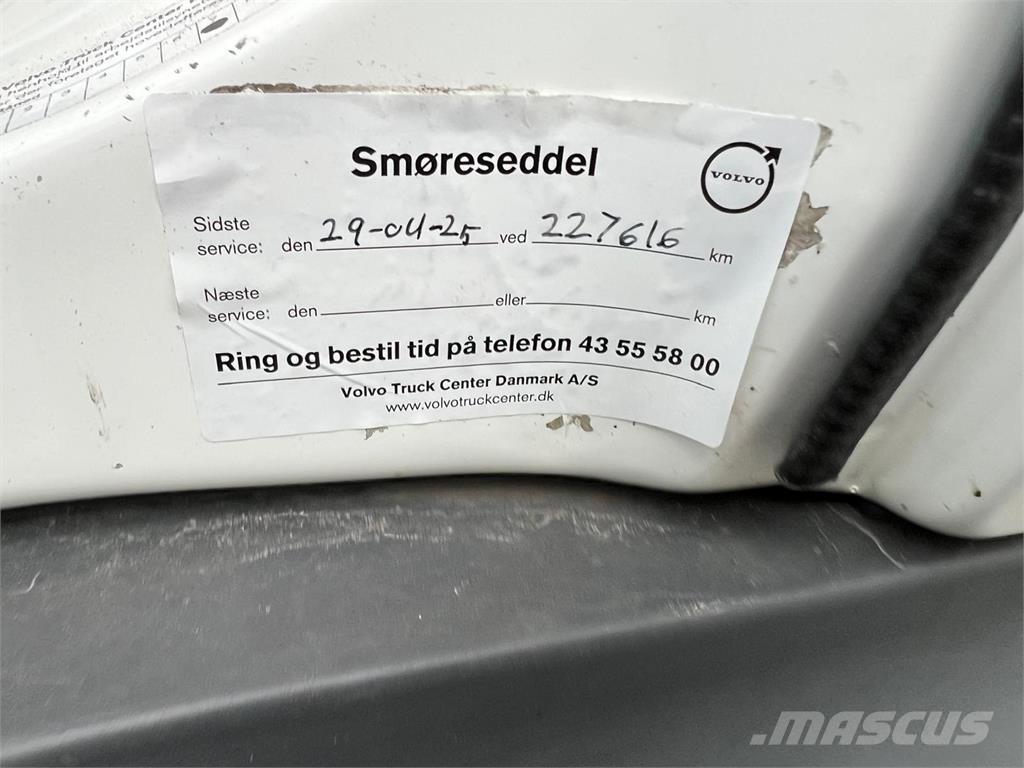 Smøreseddel
VOLVO
Sidste
service: den 29-04-25 ved 227616 km
Næste
service: den eller km
Ring og bestil tid på telefon 43 55 58 00
Volvo Truck Center Danmark A/S
www.volvotruckcenter.dk
MASCUS